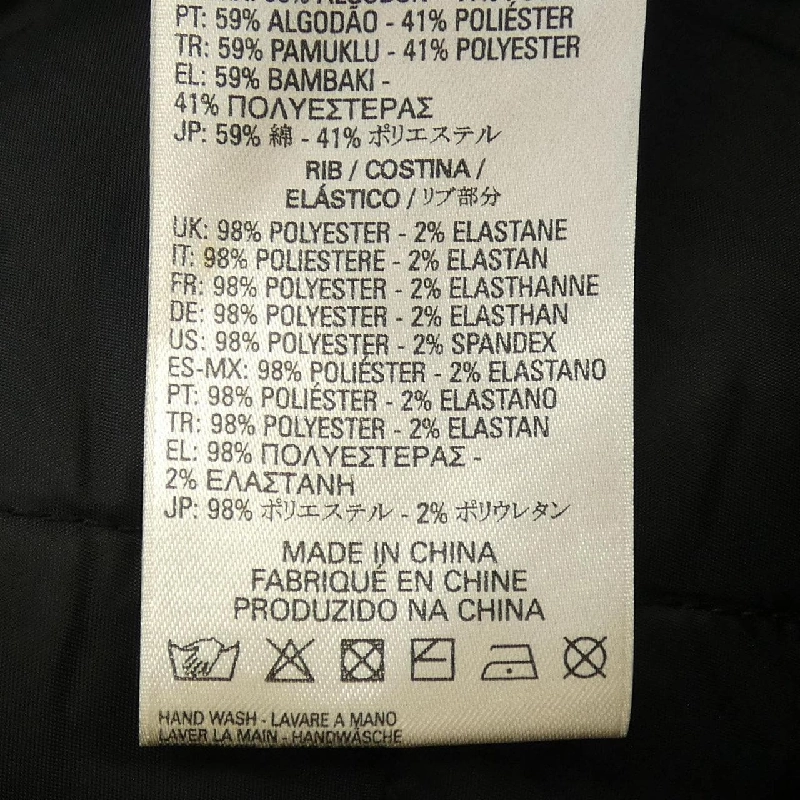 PT: 59% ALGODÃO - 41% POLIÉSTER
TR: 59% PAMUKLU - 41% POLYESTER
EL: 59% BAMBAKI -
41% ΠΟΛΥΕΣΤΕΡΑΣ
JP: 59% 綿 - 41% ポリエステル
RIB / COSTINA /
ELÁSTICO / リブ部分
UK: 98% POLYESTER - 2% ELASTANE
IT: 98% POLIESTERE - 2% ELASTAN
FR: 98% POLYESTER - 2% ELASTHANNE
DE: 98% POLYESTER - 2% ELASTHAN
US: 98% POLYESTER - 2% SPANDEX
ES-MX: 98% POLIÉSTER - 2% ELASTANO
PT: 98% POLIÉSTER - 2% ELASTANO
TR: 98% POLYESTER - 2% ELASTAN
EL: 98% ΠΟΛΥΕΣΤΕΡΑΣ -
2% ΕΛΑΣΤΑΝΗ
JP: 98% ポリエステル - 2% ポリウレタン
MADE IN CHINA
FABRIQUÉ EN CHINE
PRODUZIDO NA CHINA
HAND WASH - LAVARE A MANO
LAVER LA MAIN - HANDWÄSCHE